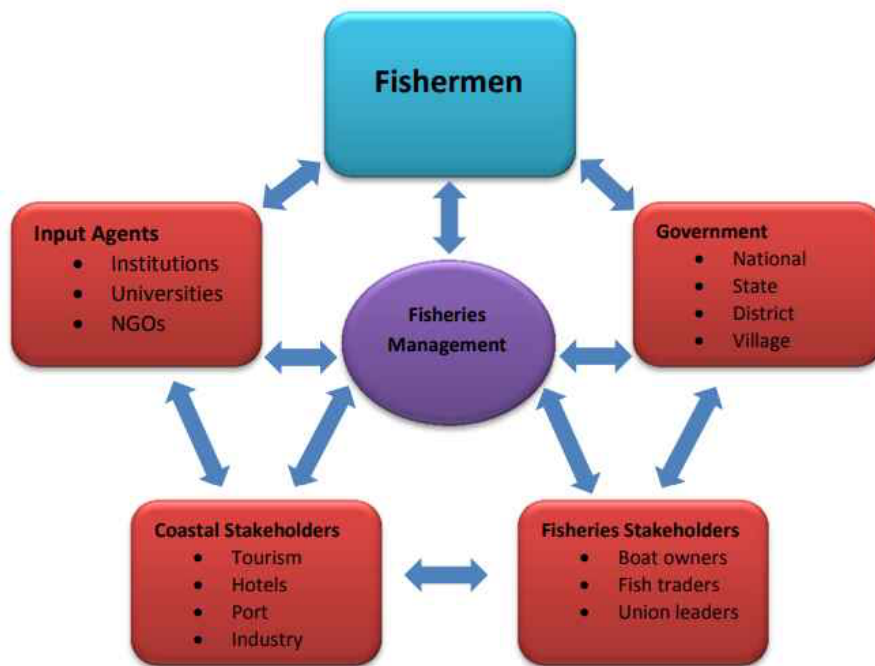 Fishermen
Input Agents
• Institutions
• Universities
• NGOs
Government
• National
• State
• District
• Village
Fisheries
Management
Coastal Stakeholders
• Tourism
• Hotels
• Port
• Industry
Fisheries Stakeholders
• Boat owners
• Fish traders
• Union leaders